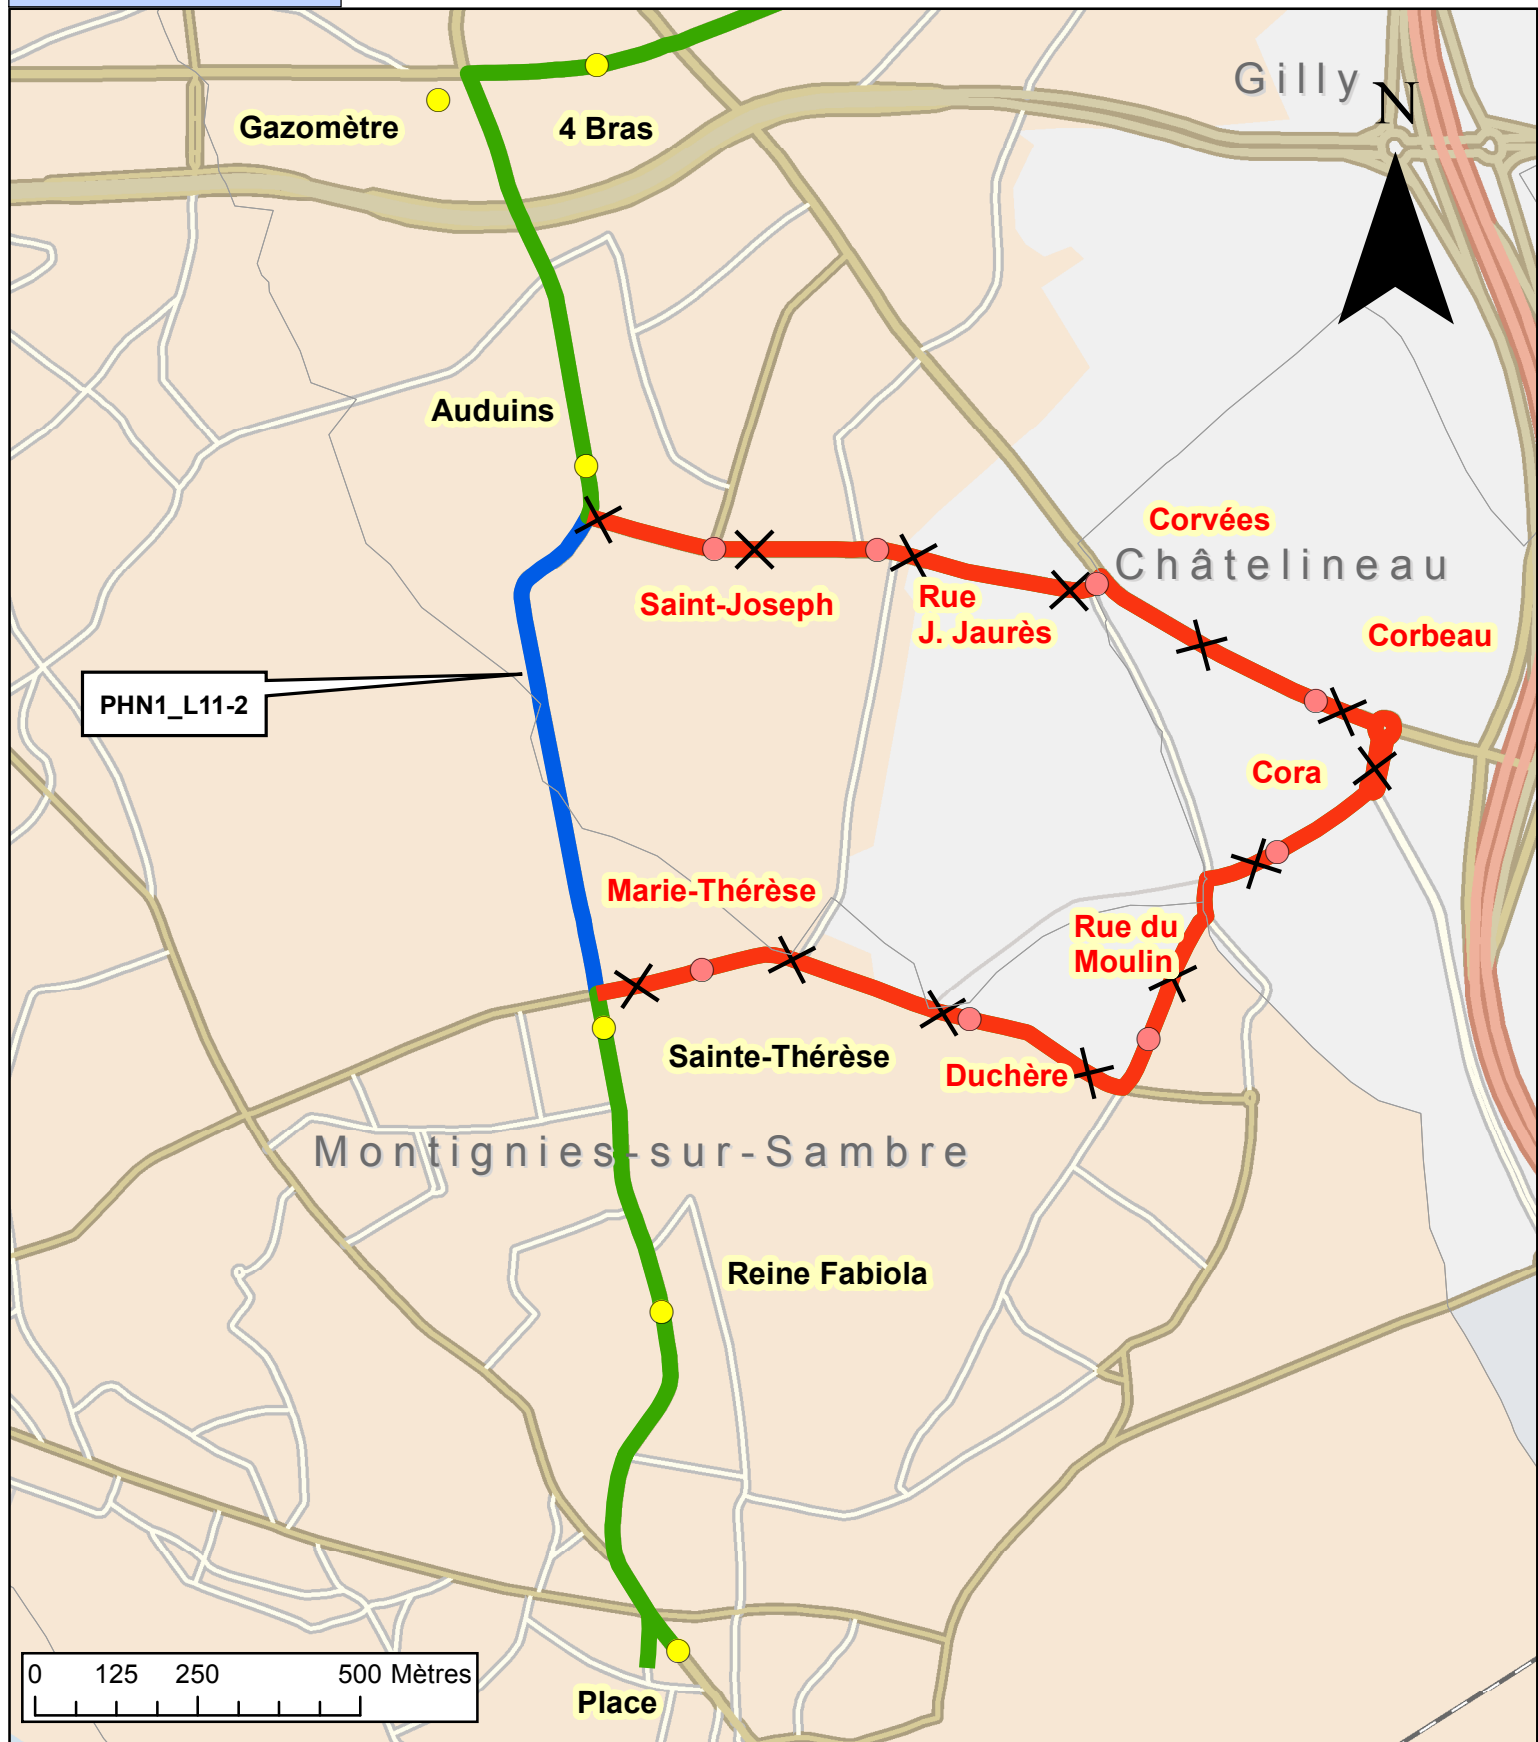 Gilly
N
Gazomètre
4 Bras
Auduins
Corvées
Châtelineau
Saint-Joseph
Rue
J. Jaurès
Corbeau
PHN1_L11-2
Cora
Marie-Thérèse
Rue du
Moulin
Sainte-Thérèse
Duchère
Montignies-sur-Sambre
Reine Fabiola
0 125 250 500 Mètres
Place